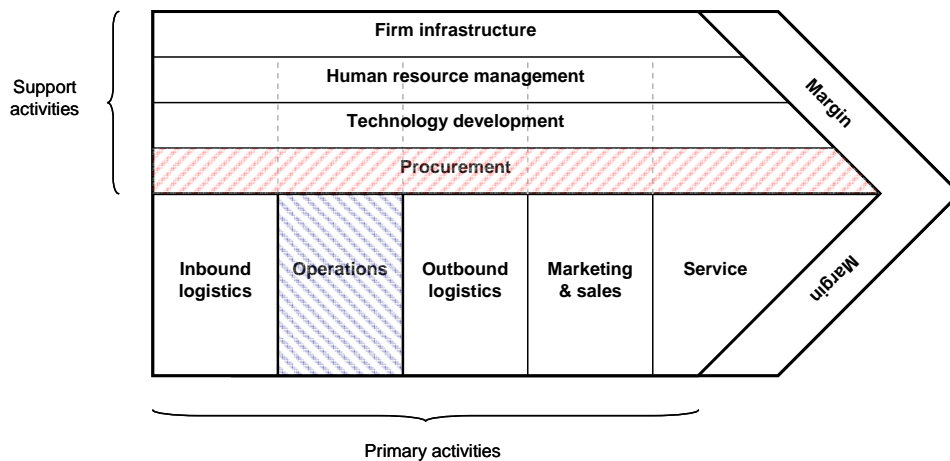 Firm infrastructure
Human resource management
Support
activities
Technology development
Procurement
Margin
Inbound
logistics
Operations
Outbound
logistics
Marketing
& sales
Service
Margin
Primary activities